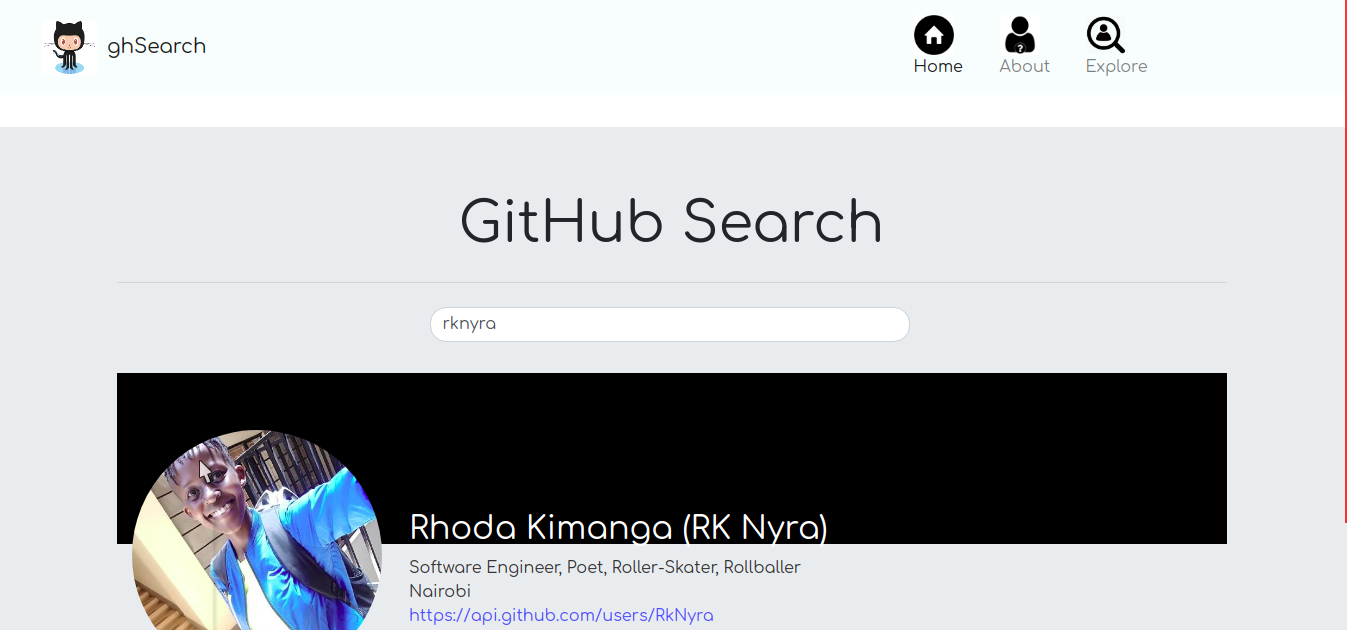 ghSearch
Home About Explore
GitHub Search
rknyra
Rhoda Kimanga (RK Nyra)
Software Engineer, Poet, Roller-Skater, Rollballer
Nairobi
https://api.github.com/users/RkNyra